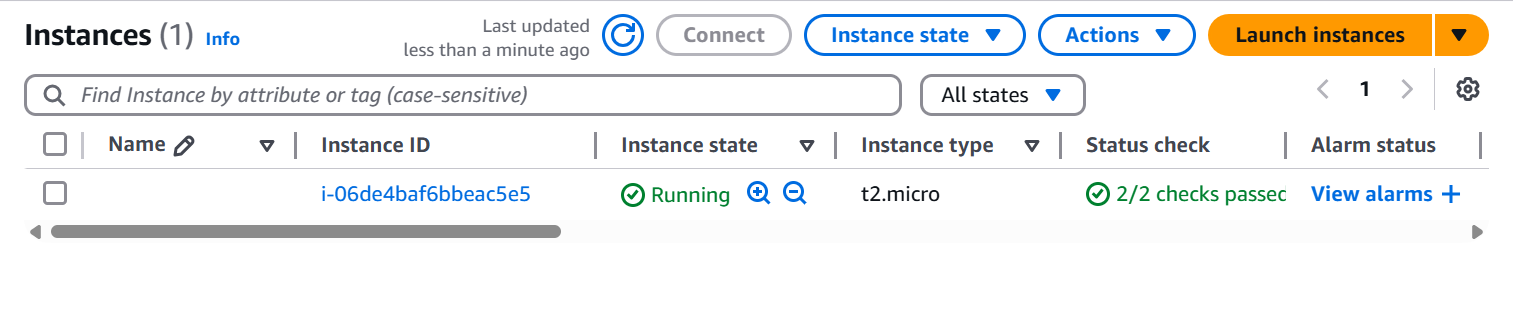 Instances (1) Info
Last updated
less than a minute ago
Connect
Instance state
Actions
Launch instances
Find Instance by attribute or tag (case-sensitive)
All states
1
Name Instance ID Instance state Instance type Status check Alarm status
i-06de4baf6bbeac5e5 Running t2.micro 2/2 checks passed View alarms +